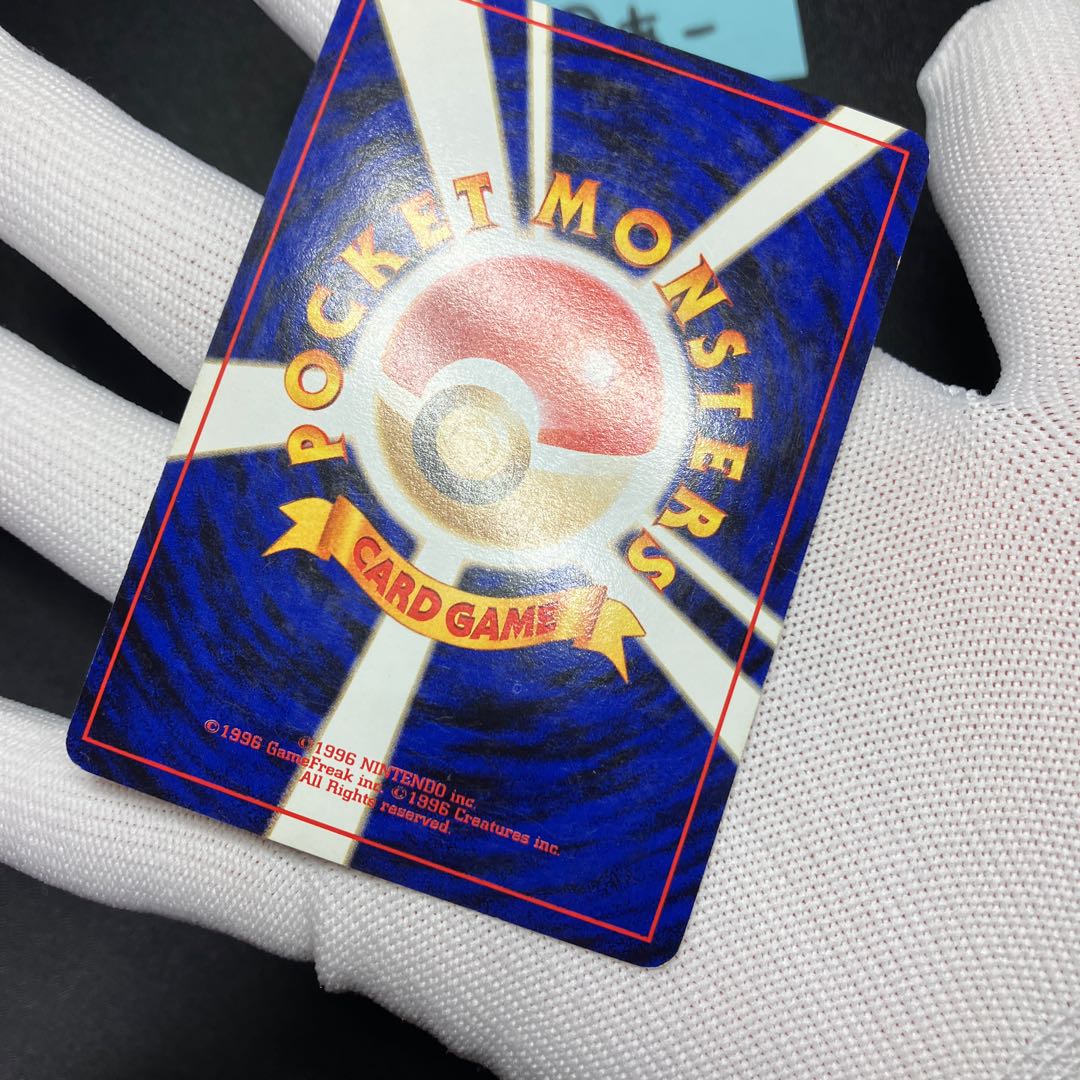 POCKET MONSTERS
CARD GAME
©1996 NINTENDO inc.
©1996 GameFreak inc. ©1996 Creatures inc.
All Rights reserved.